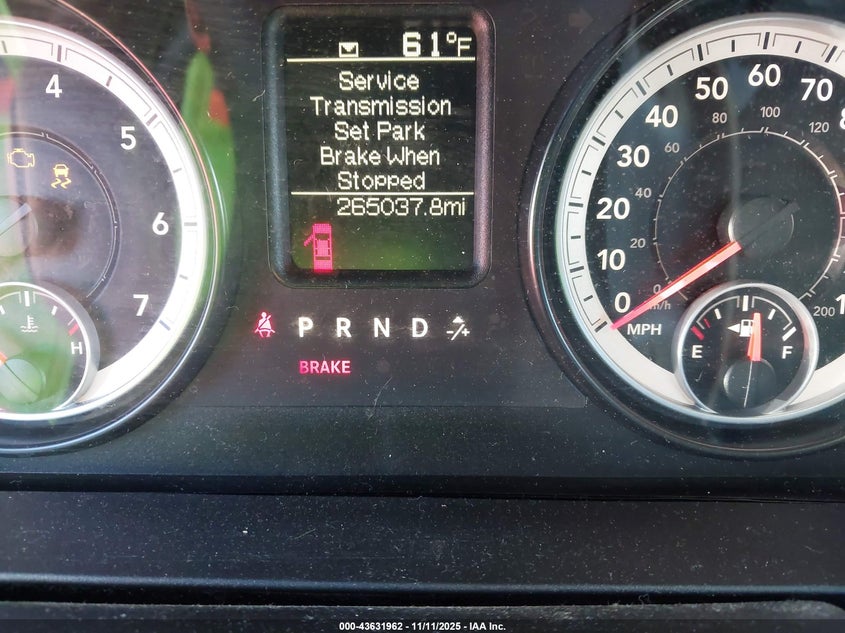 61°F
Service
Transmission
Set Park
Brake When
Stopped
265037.8mi
4
5
6
7
H
P R N D -/+
BRAKE
0 10 20 30 40 50 60 70
0 20 40 60 80 100 120
200
km/h
MPH
E F
000-43631962 - 11/11/2025 - IAA Inc.